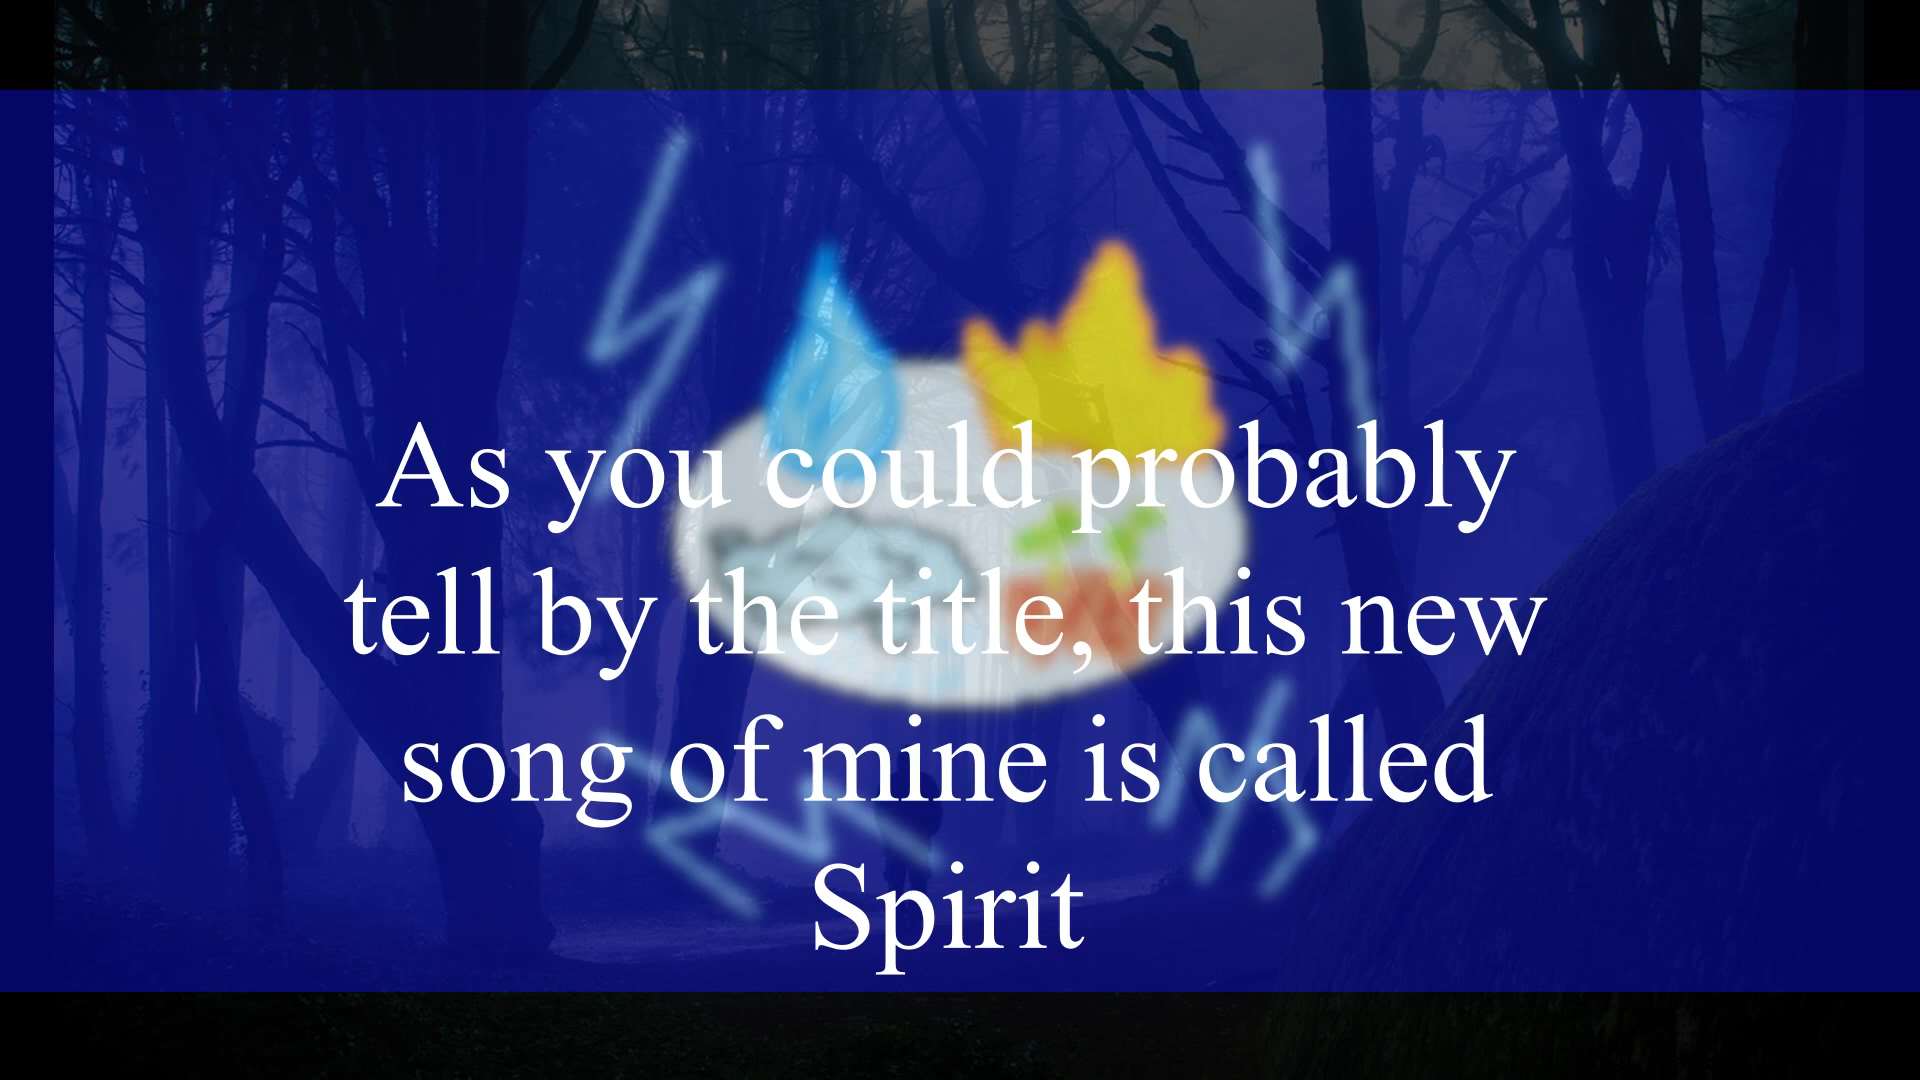 As you could probably
tell by the title, this new
song of mine is called
Spirit